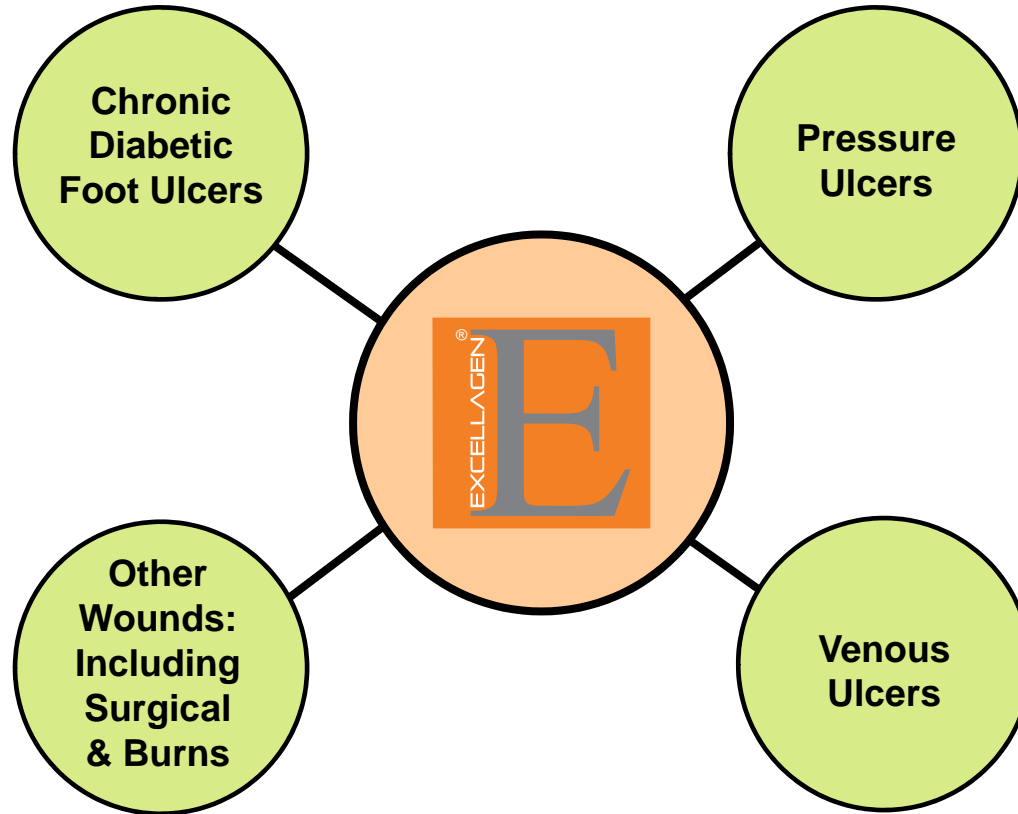 Chronic
Diabetic
Foot Ulcers
Pressure
Ulcers
EXCELLAGEN®
E
Other
Wounds:
Including
Surgical
& Burns
Venous
Ulcers